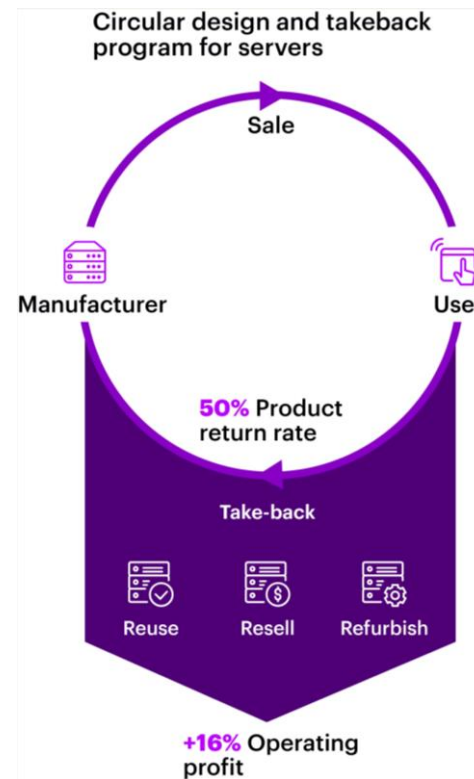 Circular design and takeback
program for servers
Sale
Manufacturer
Use
50% Product
return rate
Take-back
Reuse
Resell
Refurbish
+16% Operating
profit